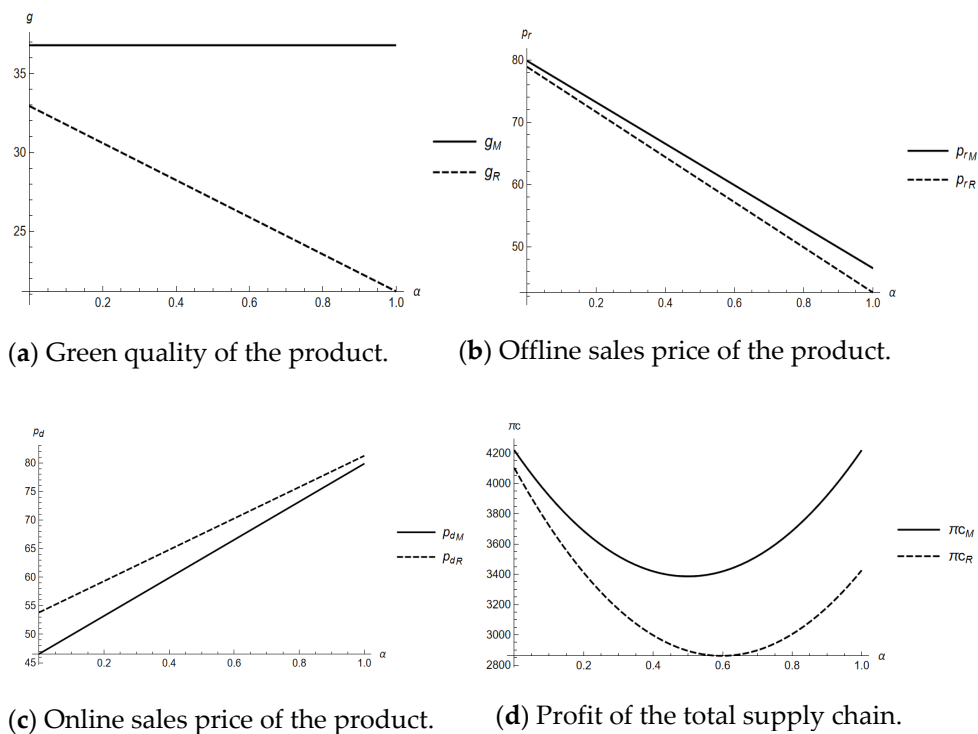 g
35
30
25
0.2 0.4 0.6 0.8 1.0 α
g_M
g_R
(a) Green quality of the product.
p_r
80
70
60
50
0.2 0.4 0.6 0.8 1.0 α
p_rM
p_rR
(b) Offline sales price of the product.
p_d
80
75
70
65
60
55
50
45
0.2 0.4 0.6 0.8 1.0 α
p_dM
p_dR
(c) Online sales price of the product.
πc
4200
4000
3800
3600
3400
3200
3000
2800
0.2 0.4 0.6 0.8 1.0 α
πc_M
πc_R
(d) Profit of the total supply chain.